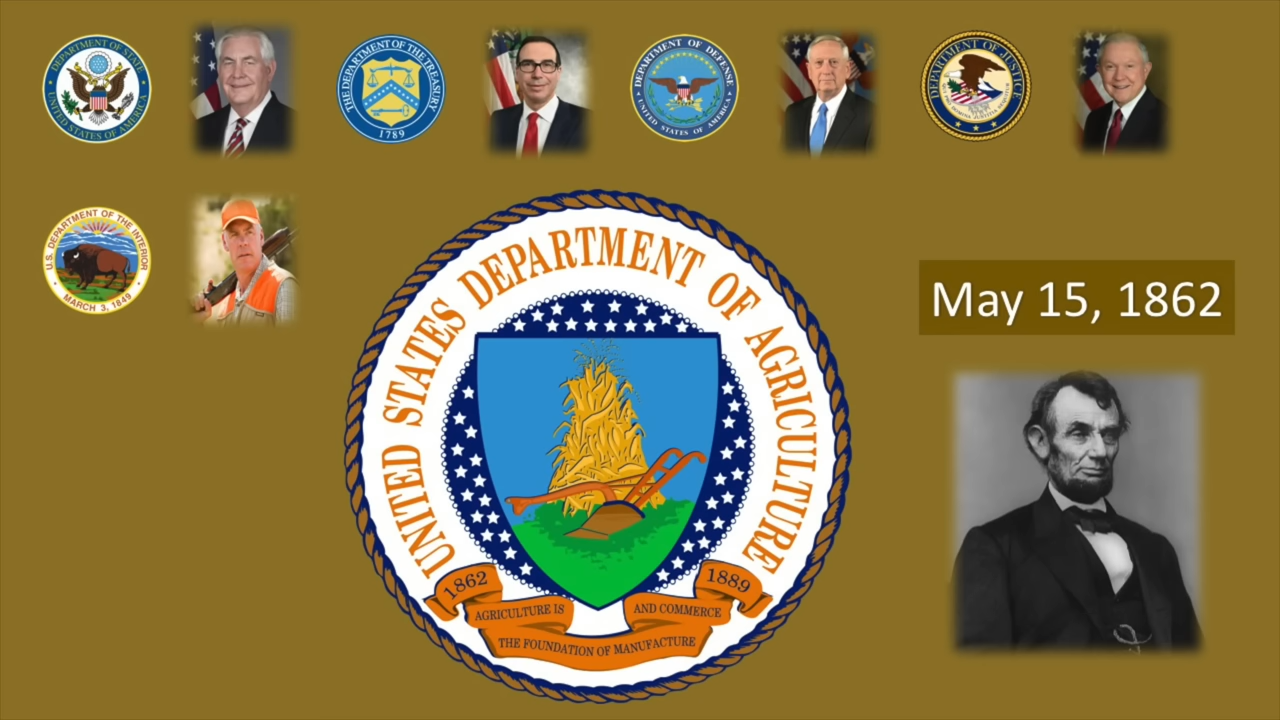 DEPARTMENT OF STATE
UNITED STATES OF AMERICA
THE DEPARTMENT OF THE TREASURY
1789
DEPARTMENT OF DEFENSE
UNITED STATES OF AMERICA
DEPARTMENT OF JUSTICE
U.S. DEPARTMENT OF THE INTERIOR
MARCH 3, 1849
UNITED STATES DEPARTMENT OF AGRICULTURE
1862
1889
AGRICULTURE IS
AND COMMERCE
THE FOUNDATION OF MANUFACTURE
May 15, 1862